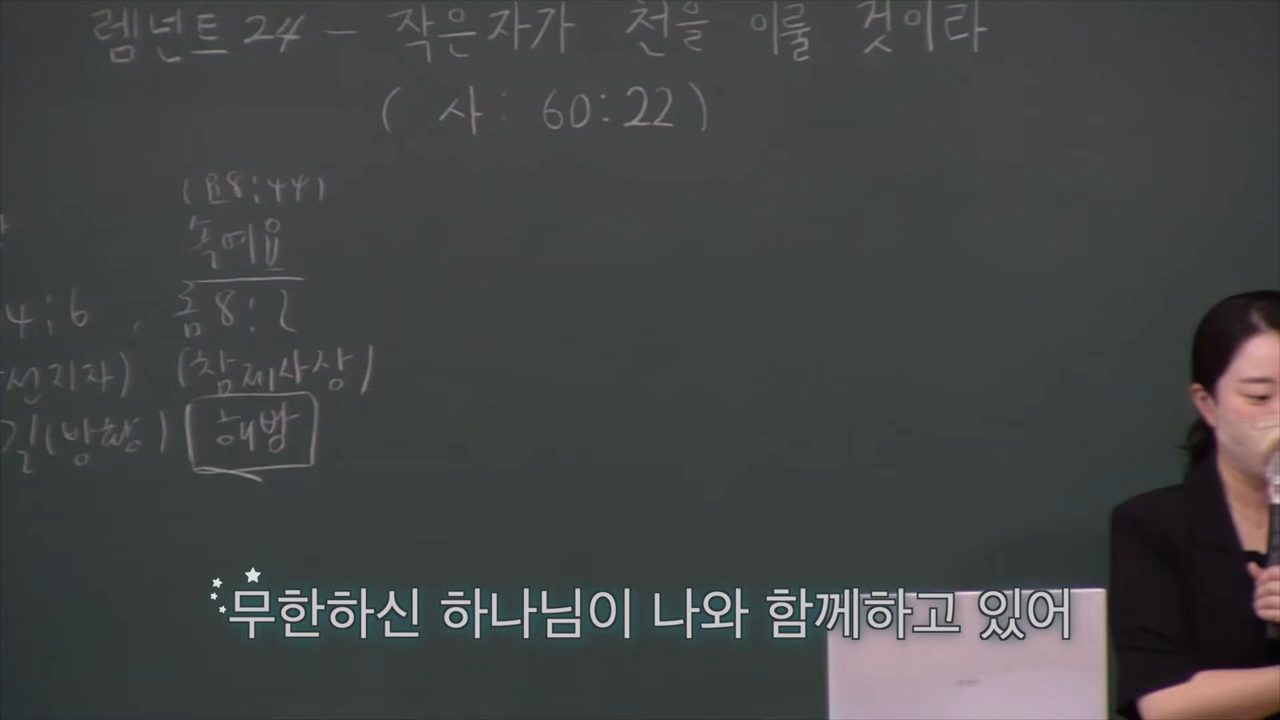 렘넌트 24 - 작은자가 천을 이룰 것이라
( 사: 60:22)
(요8:44)
속예요
4:6 , 롬 8:2
선지자) (참제사장)
길(방향) 해방
무한하신 하나님이 나와 함께하고 있어